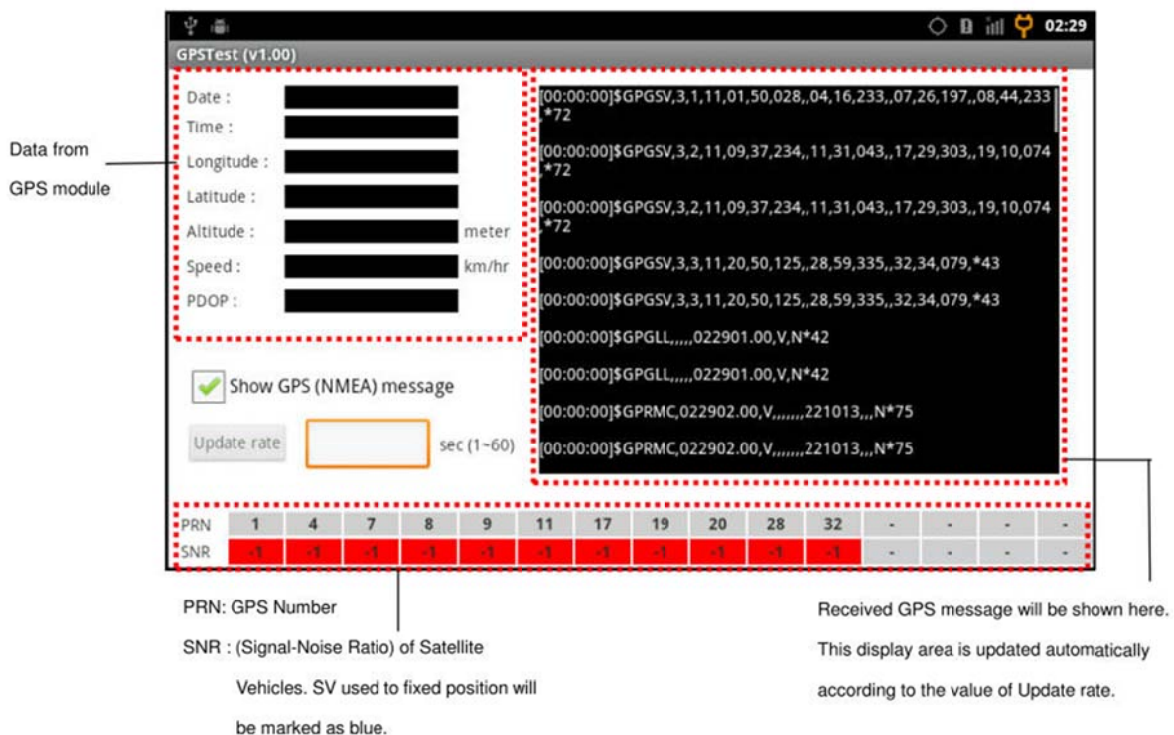 02:29
GPSTest (v1.00)
Date :
Time :
Longitude :
Latitude :
Altitude :
meter
Speed :
km/hr
PDOP :
Data from
GPS module
[00:00:00]$GPGSV,3,1,11,01,50,028,,04,16,233,,07,26,197,,08,44,233
,*72
[00:00:00]$GPGSV,3,2,11,09,37,234,,11,31,043,,17,29,303,,19,10,074
,*72
[00:00:00]$GPGSV,3,2,11,09,37,234,,11,31,043,,17,29,303,,19,10,074
,*72
[00:00:00]$GPGSV,3,3,11,20,50,125,,28,59,335,,32,34,079,*43
[00:00:00]$GPGSV,3,3,11,20,50,125,,28,59,335,,32,34,079,*43
[00:00:00]$GPGLL,,,,,022901.00,V,N*42
[00:00:00]$GPGLL,,,,,022901.00,V,N*42
[00:00:00]$GPRMC,022902.00,V,,,,,,,221013,,,N*75
[00:00:00]$GPRMC,022902.00,V,,,,,,,221013,,,N*75
Show GPS (NMEA) message
Update rate
sec (1~60)
PRN 1 4 7 8 9 11 17 19 20 28 32 - - - -
SNR -1 -1 -1 -1 -1 -1 -1 -1 -1 -1 -1 - - - -
PRN: GPS Number
SNR : (Signal-Noise Ratio) of Satellite
Vehicles. SV used to fixed position will
be marked as blue.
Received GPS message will be shown here.
This display area is updated automatically
according to the value of Update rate.